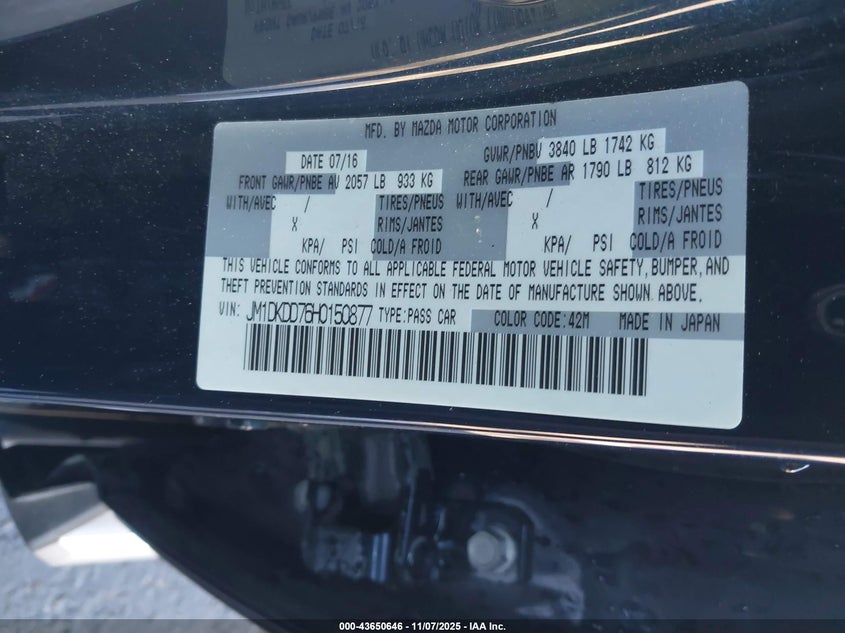 MFD. BY MAZDA MOTOR CORPORATION
DATE 07/16 GVWR/PNBV 3840 LB 1742 KG
FRONT GAWR/PNBE AV 2057 LB 933 KG REAR GAWR/PNBE AR 1790 LB 812 KG
WITH/AVEC / TIRES/PNEUS WITH/AVEC / TIRES/PNEUS
X RIMS/JANTES X RIMS/JANTES
KPA/ PSI COLD/A FROID KPA/ PSI COLD/A FROID
THIS VEHICLE CONFORMS TO ALL APPLICABLE FEDERAL MOTOR VEHICLE SAFETY, BUMPER, AND
THEFT PREVENTION STANDARDS IN EFFECT ON THE DATE OF MANUFACTURE SHOWN ABOVE.
VIN: JM1DKDD76H0150877 TYPE:PASS CAR COLOR CODE:42M MADE IN JAPAN
000-43650646 - 11/07/2025 - IAA Inc.